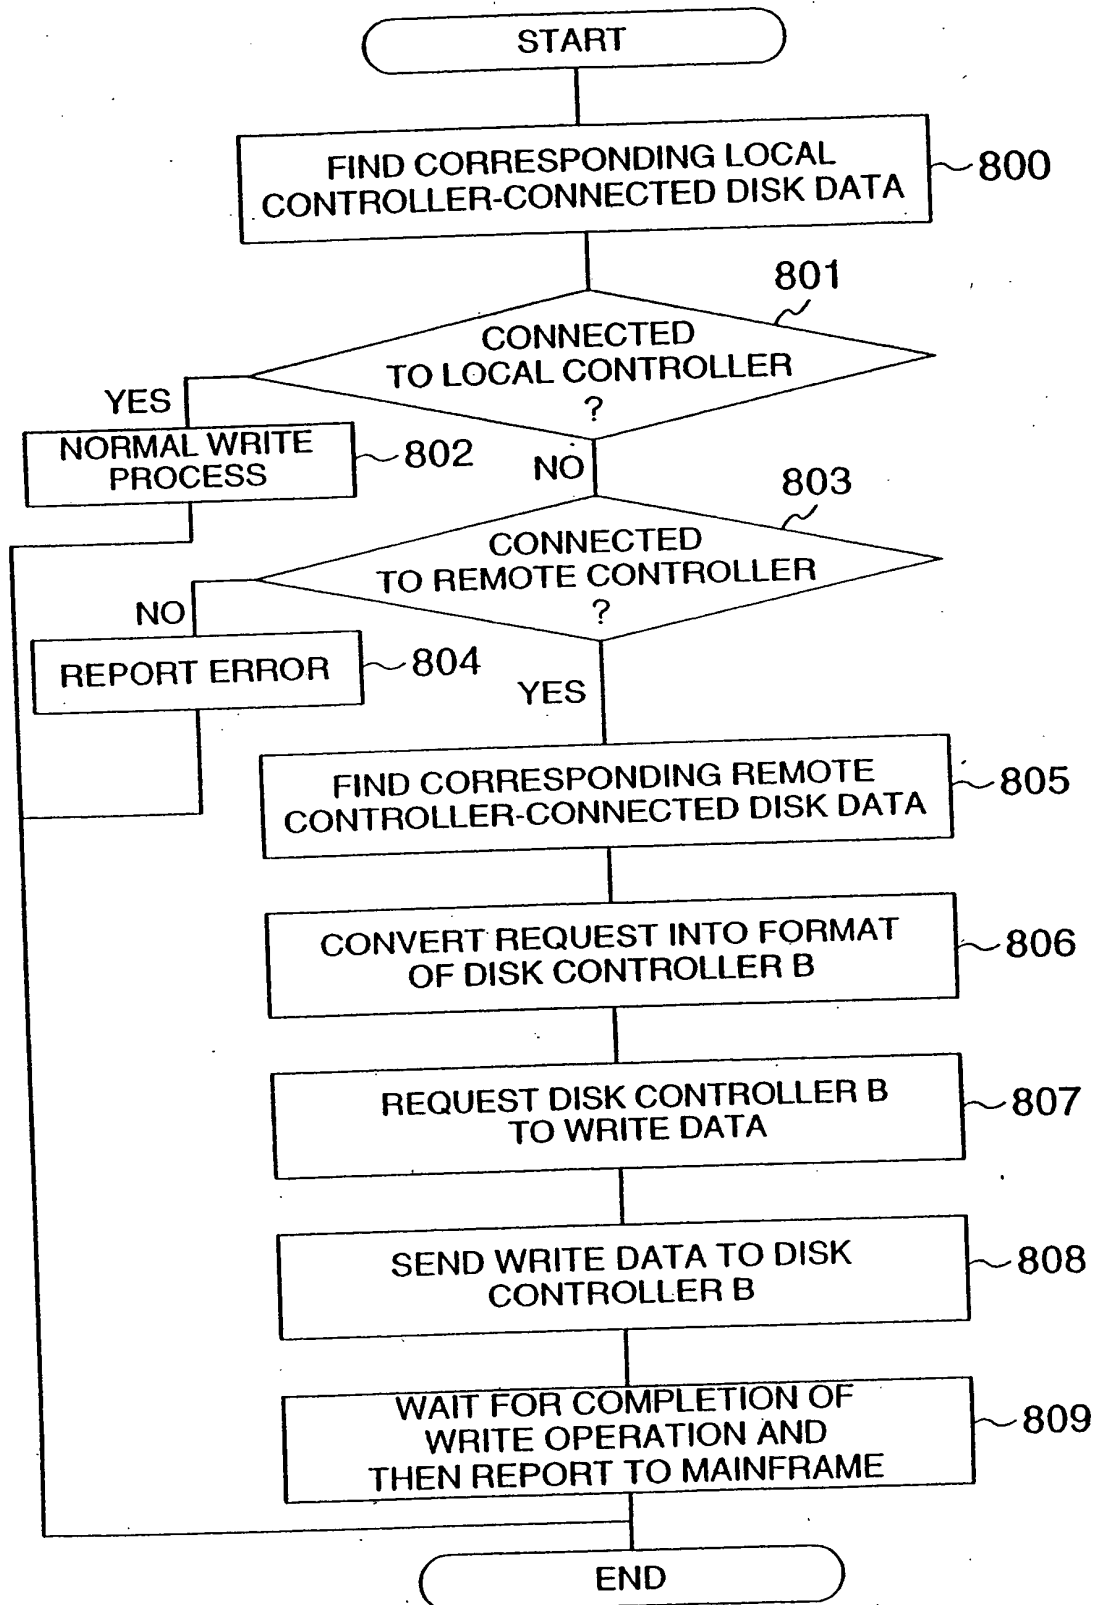 START
FIND CORRESPONDING LOCAL
CONTROLLER-CONNECTED DISK DATA
800
801
CONNECTED
TO LOCAL CONTROLLER
?
YES
NORMAL WRITE
PROCESS
802
NO
803
CONNECTED
TO REMOTE CONTROLLER
?
NO
REPORT ERROR
804
YES
FIND CORRESPONDING REMOTE
CONTROLLER-CONNECTED DISK DATA
805
CONVERT REQUEST INTO FORMAT
OF DISK CONTROLLER B
806
REQUEST DISK CONTROLLER B
TO WRITE DATA
807
SEND WRITE DATA TO DISK
CONTROLLER B
808
WAIT FOR COMPLETION OF
WRITE OPERATION AND
THEN REPORT TO MAINFRAME
809
END